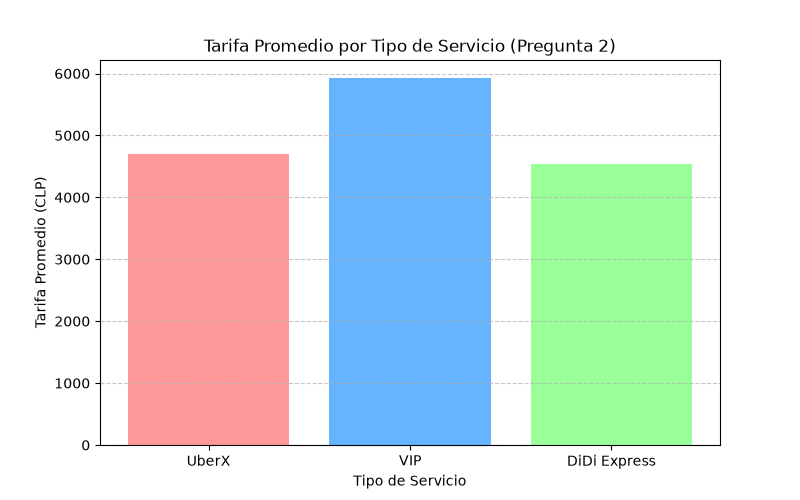 Tarifa Promedio por Tipo de Servicio (Pregunta 2)
Tarifa Promedio (CLP)
6000
5000
4000
3000
2000
1000
0
UberX
VIP
DiDi Express
Tipo de Servicio